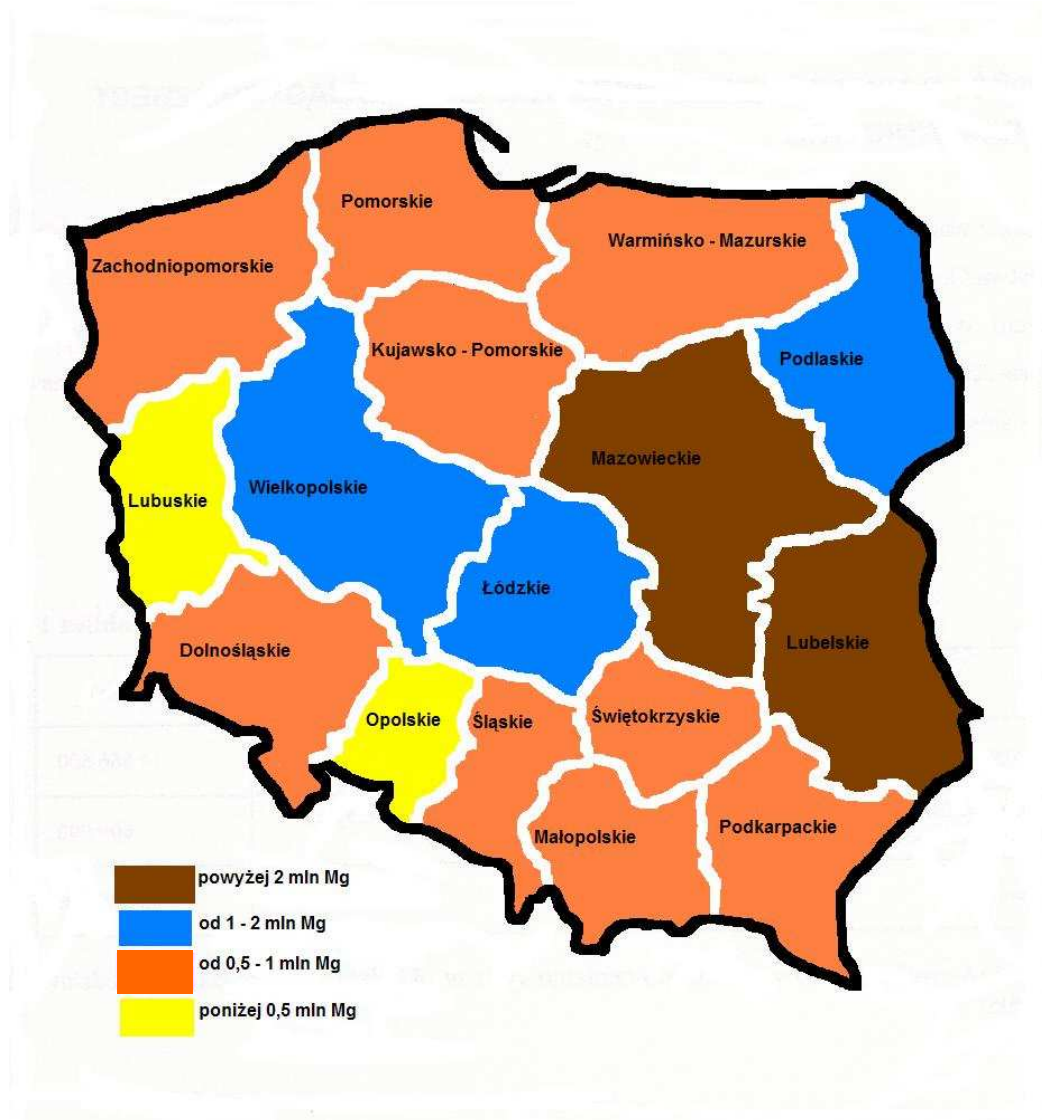 Pomorskie
Warmińsko - Mazurskie
Zachodniopomorskie
Kujawsko - Pomorskie
Podlaskie
Mazowieckie
Wielkopolskie
Lubuskie
Łódzkie
Lubelskie
Dolnośląskie
Opolskie
Śląskie
Świętokrzyskie
Małopolskie
Podkarpackie
powyżej 2 mln Mg
od 1 - 2 mln Mg
od 0,5 - 1 mln Mg
poniżej 0,5 mln Mg